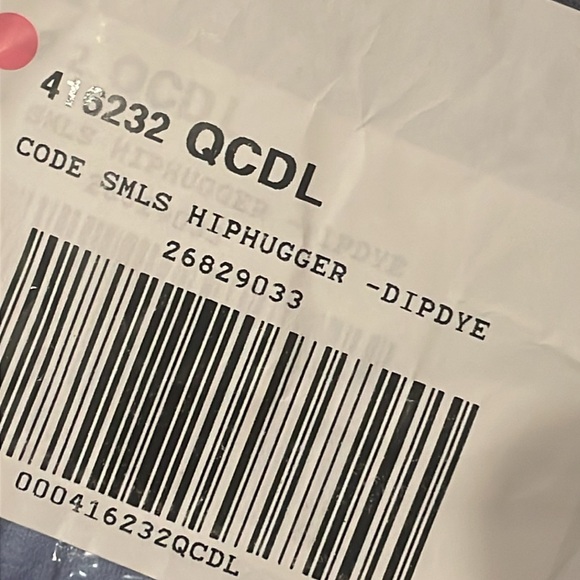 416232 QCDL
CODE SMLS HIPHUGGER -DIPDYE
26829033
000416232QCDL